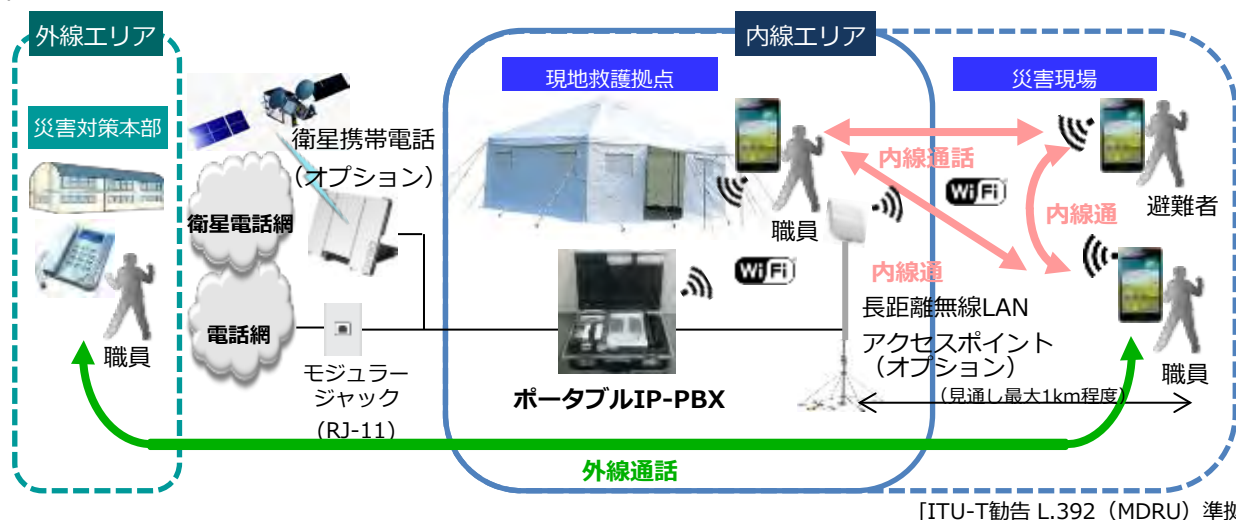 外線エリア
内線エリア
災害対策本部
現地救護拠点
災害現場
衛星携帯電話
（オプション）
衛星電話網
電話網
職員
モジュラー
ジャック
（RJ-11）
ポータブルIP-PBX
WiFi
職員
内線通話
WiFi
内線通
避難者
内線通
長距離無線LAN
アクセスポイント
（オプション）
（見通し最大1km程度）
職員
外線通話
[ITU-T勧告 L.392（MDRU）準拠